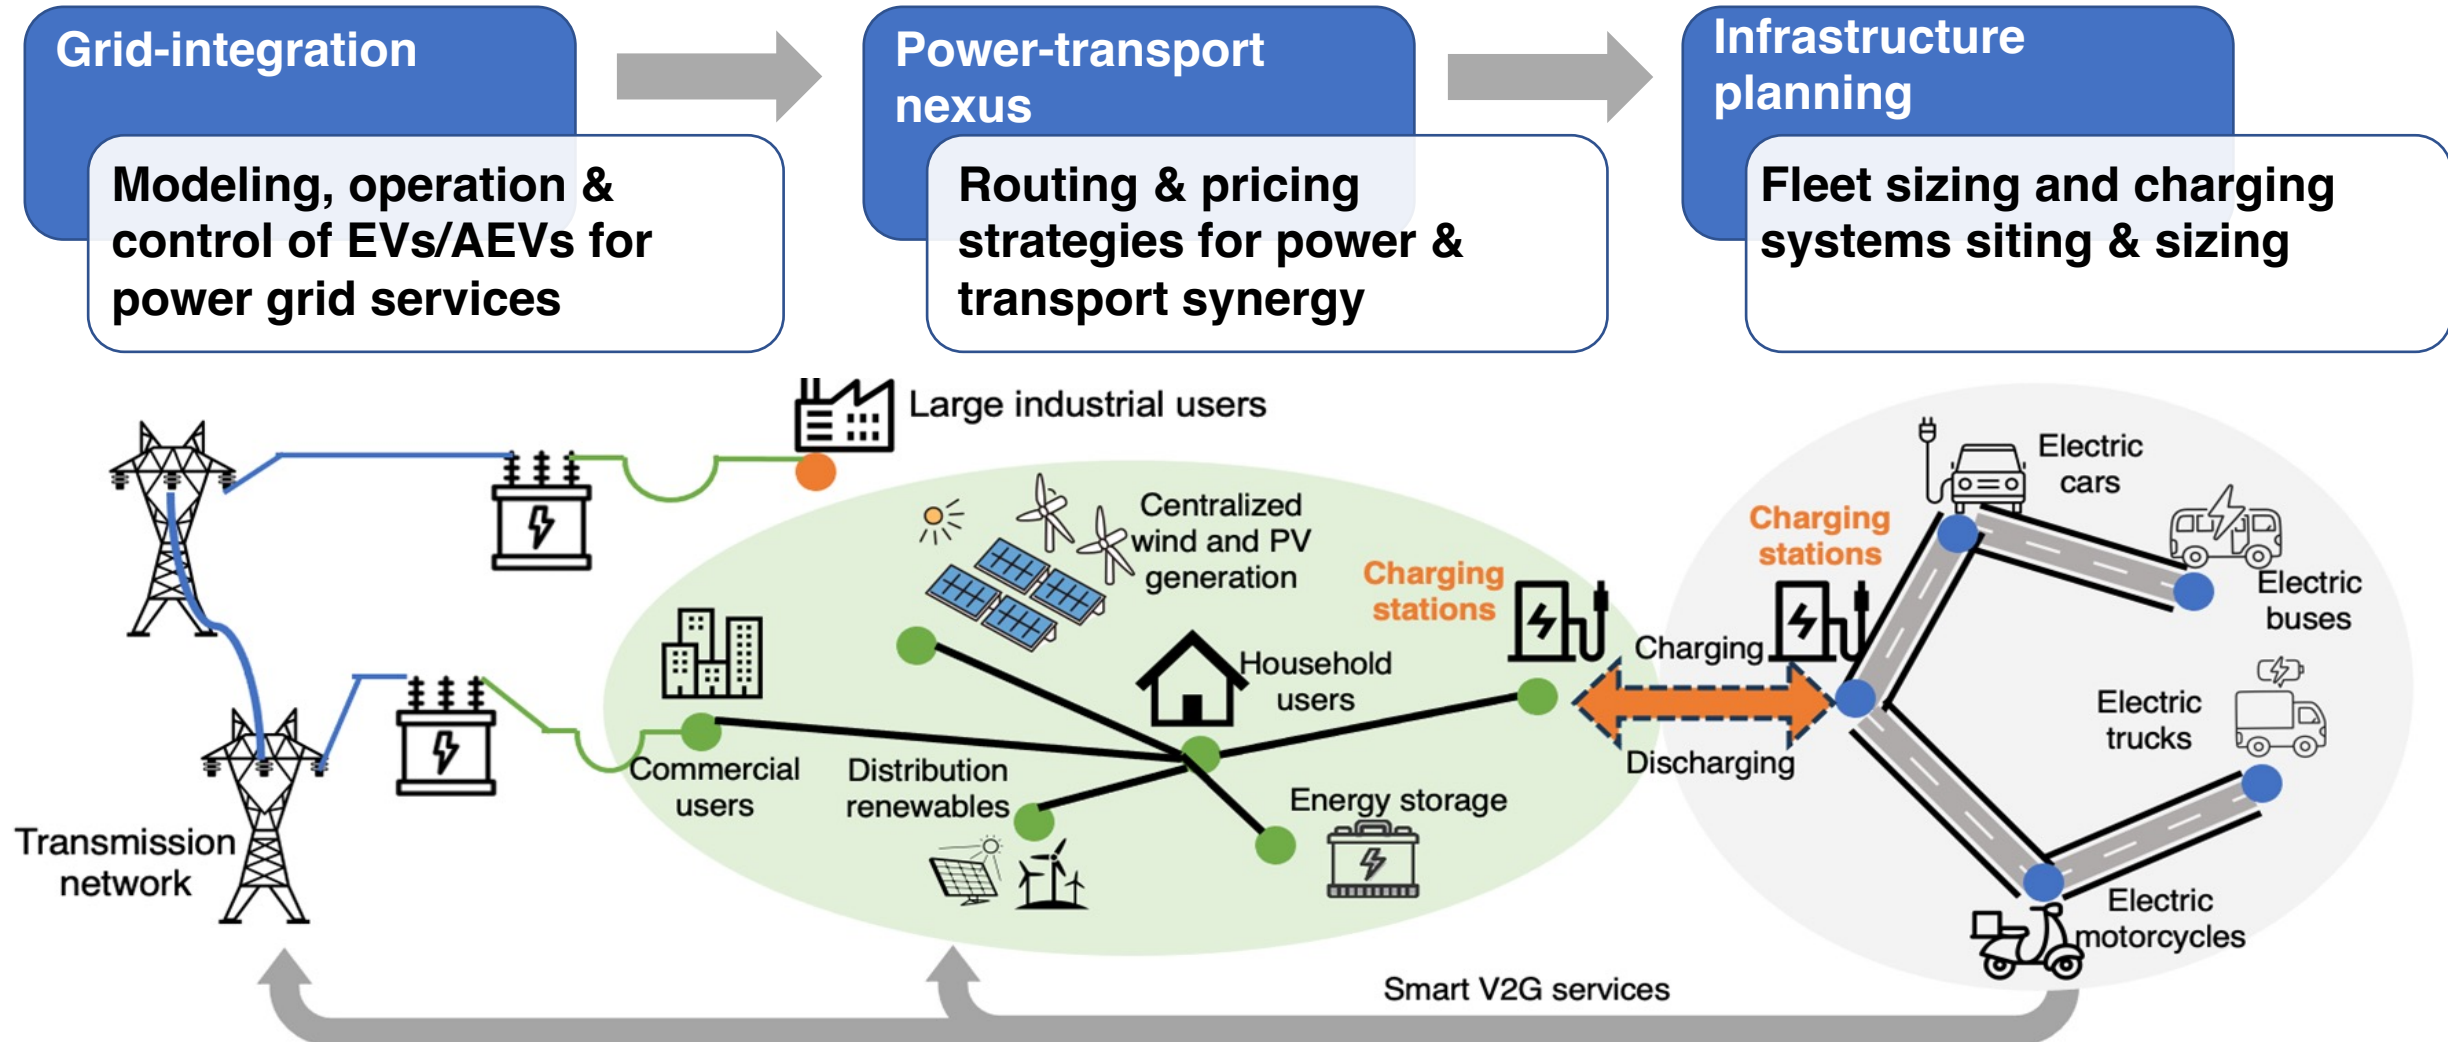 Grid-integration
Modeling, operation &
control of EVs/AEVs for
power grid services
Power-transport
nexus
Routing & pricing
strategies for power &
transport synergy
Infrastructure
planning
Fleet sizing and charging
systems siting & sizing
Large industrial users
Centralized
wind and PV
generation
Charging
stations
Household
users
Commercial
users
Distribution
renewables
Energy storage
Transmission
network
Charging
Discharging
Charging
stations
Electric
cars
Electric
buses
Electric
trucks
Electric
motorcycles
Smart V2G services